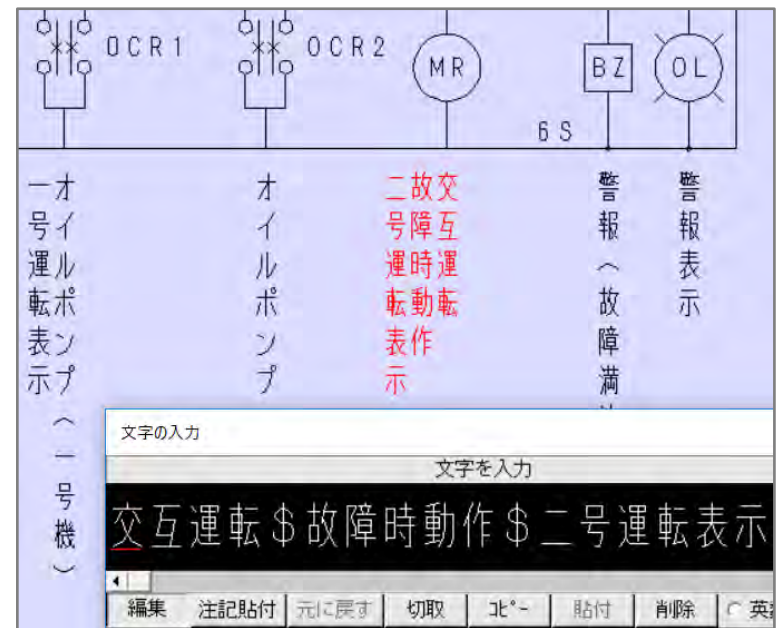 OCR1
OCR2
MR
BZ
OL
6S
オイルポンプ(一号機)
一号運転表示
オイルポンプ
交互運転
故障時動作
二号運転表示
警報(故障満
警報表示
文字の入力
文字を入力
交互運転$故障時動作$二号運転表示
編集
注記貼付
元に戻す
切取
コピー
貼付
削除
英